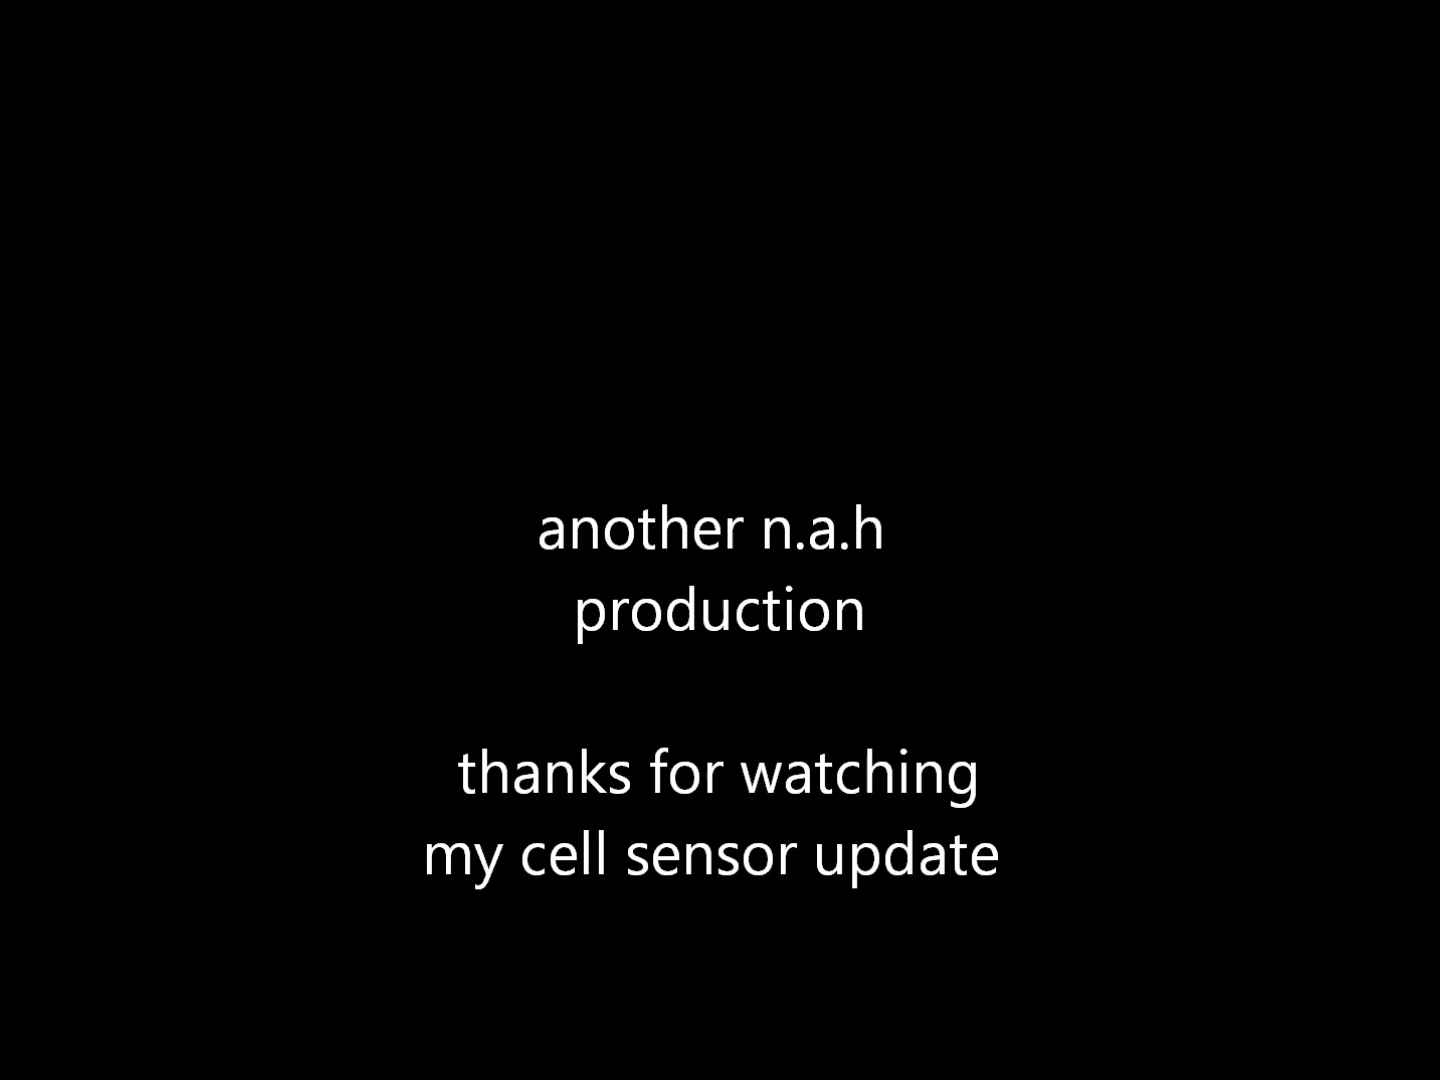 another n.a.h
production
thanks for watching
my cell sensor update